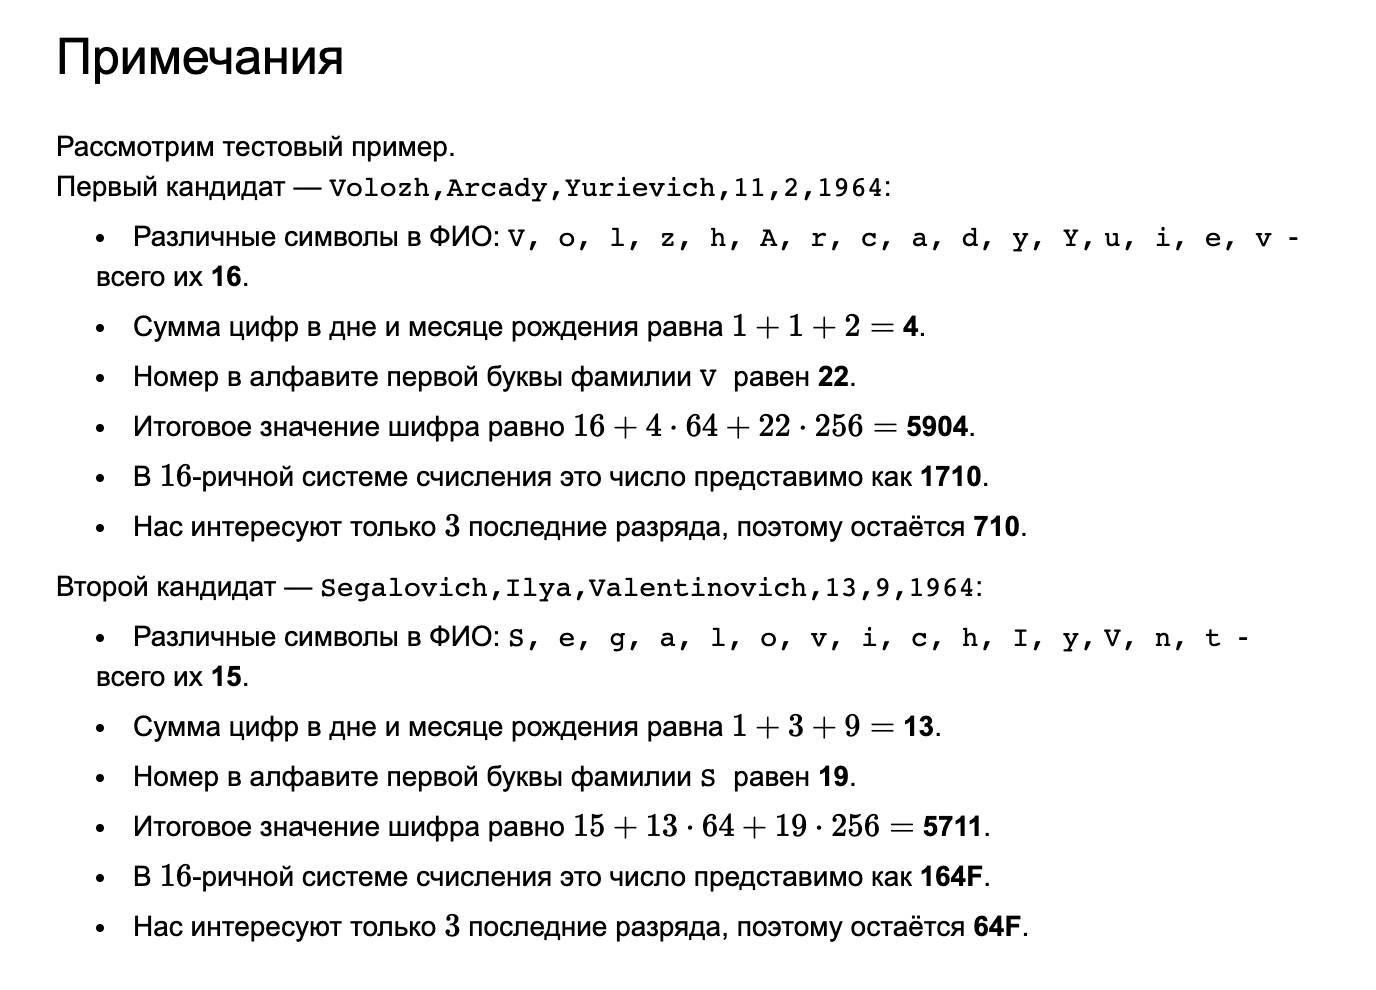 Примечания
Рассмотрим тестовый пример.
Первый кандидат — Volozh,Arcady,Yurievich,11,2,1964:
• Различные символы в ФИО: V, o, l, z, h, A, r, c, a, d, y, Y, u, i, e, v -
всего их 16.
• Сумма цифр в дне и месяце рождения равна 1 + 1 + 2 = 4.
• Номер в алфавите первой буквы фамилии V равен 22.
• Итоговое значение шифра равно 16 + 4 · 64 + 22 · 256 = 5904.
• В 16-ричной системе счисления это число представимо как 1710.
• Нас интересуют только 3 последние разряда, поэтому остаётся 710.
Второй кандидат — Segalovich,Ilya,Valentinovich,13,9,1964:
• Различные символы в ФИО: S, e, g, a, l, o, v, i, c, h, I, y, V, n, t -
всего их 15.
• Сумма цифр в дне и месяце рождения равна 1 + 3 + 9 = 13.
• Номер в алфавите первой буквы фамилии S равен 19.
• Итоговое значение шифра равно 15 + 13 · 64 + 19 · 256 = 5711.
• В 16-ричной системе счисления это число представимо как 164F.
• Нас интересуют только 3 последние разряда, поэтому остаётся 64F.